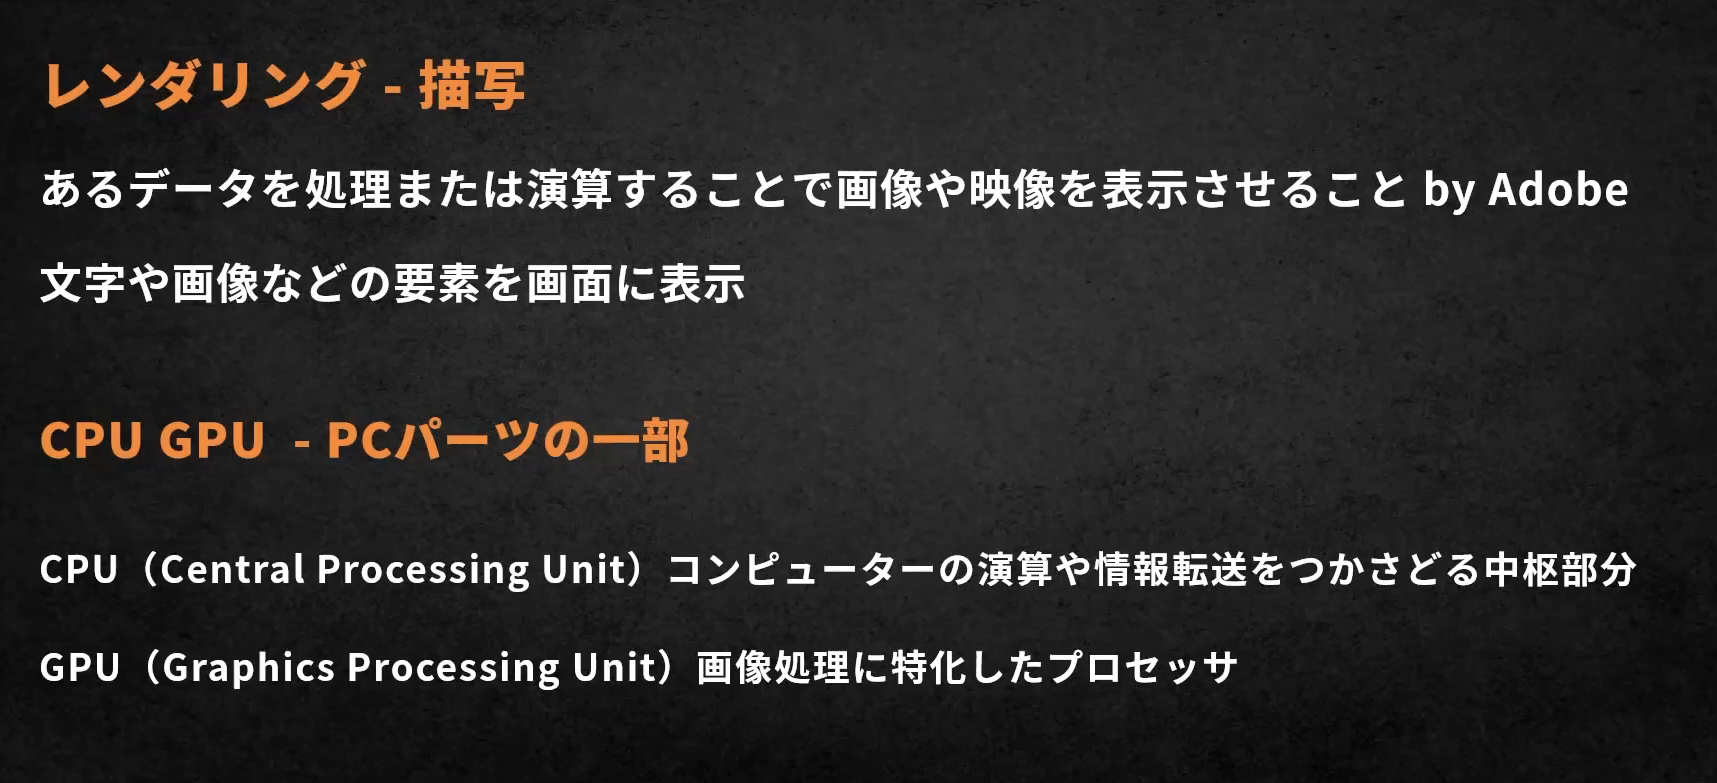 レンダリング - 描写
あるデータを処理または演算することで画像や映像を表示させること by Adobe
文字や画像などの要素を画面に表示
CPU GPU - PCパーツの一部
CPU（Central Processing Unit）コンピューターの演算や情報転送をつかさどる中枢部分
GPU（Graphics Processing Unit）画像処理に特化したプロセッサ